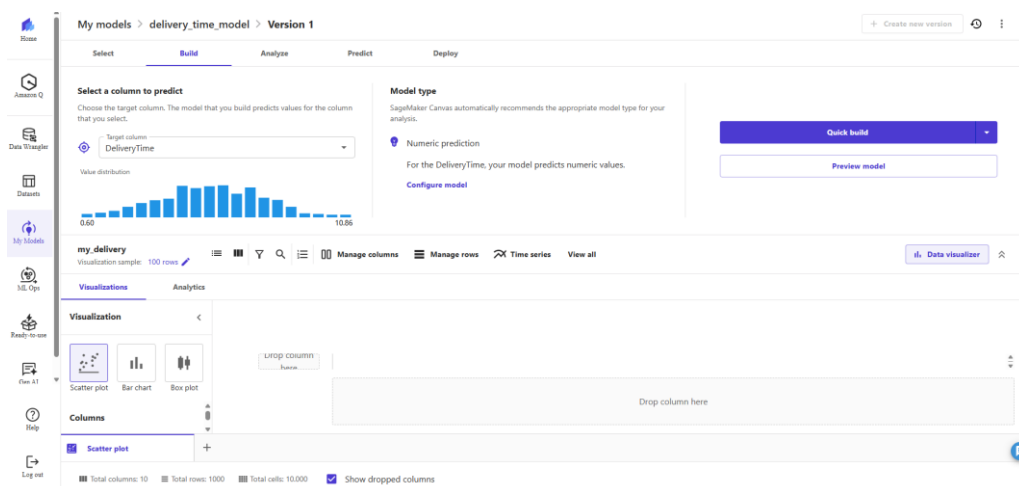 Home
Amazon Q
Data Wrangler
Datasets
My Models
ML Ops
Ready-to-use
Gen AI
Help
Log out
My models > delivery_time_model > Version 1
+ Create new version
Select
Build
Analyze
Predict
Deploy
Select a column to predict
Choose the target column. The model that you build predicts values for the column
that you select.
Target column
DeliveryTime
Value distribution
0.60
10.86
Model type
SageMaker Canvas automatically recommends the appropriate model type for your
analysis.
Numeric prediction
For the DeliveryTime, your model predicts numeric values.
Configure model
Quick build
Preview model
my_delivery
Visualization sample: 100 rows
Manage columns
Manage rows
Time series
View all
Data visualizer
Visualizations
Analytics
Visualization
Scatter plot
Bar chart
Box plot
Columns
Drop column
here
Drop column here
Scatter plot
+
Total columns: 10
Total rows: 1000
Total cells: 10,000
Show dropped columns